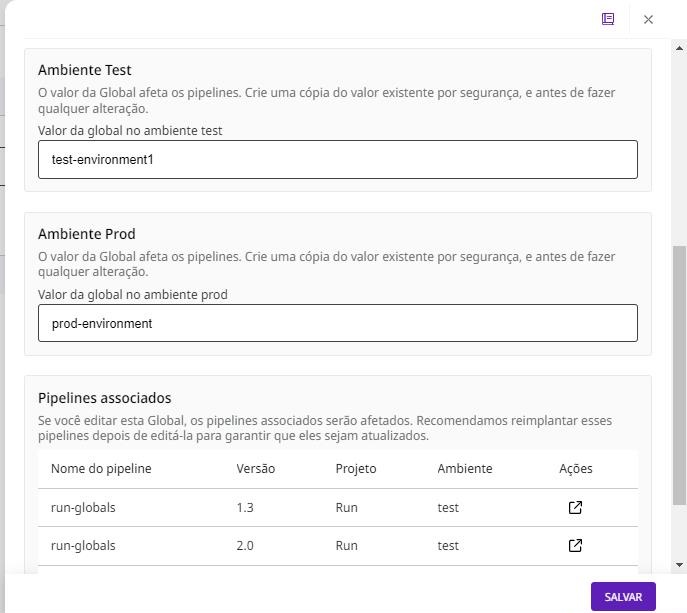 Ambiente Test
O valor da Global afeta os pipelines. Crie uma cópia do valor existente por segurança, e antes de fazer
qualquer alteração.
Valor da global no ambiente test
test-environment1
Ambiente Prod
O valor da Global afeta os pipelines. Crie uma cópia do valor existente por segurança, e antes de fazer
qualquer alteração.
Valor da global no ambiente prod
prod-environment
Pipelines associados
Se você editar esta Global, os pipelines associados serão afetados. Recomendamos reimplantar esses
pipelines depois de editá-la para garantir que eles sejam atualizados.
Nome do pipeline Versão Projeto Ambiente Ações
run-globals 1.3 Run test
run-globals 2.0 Run test
SALVAR